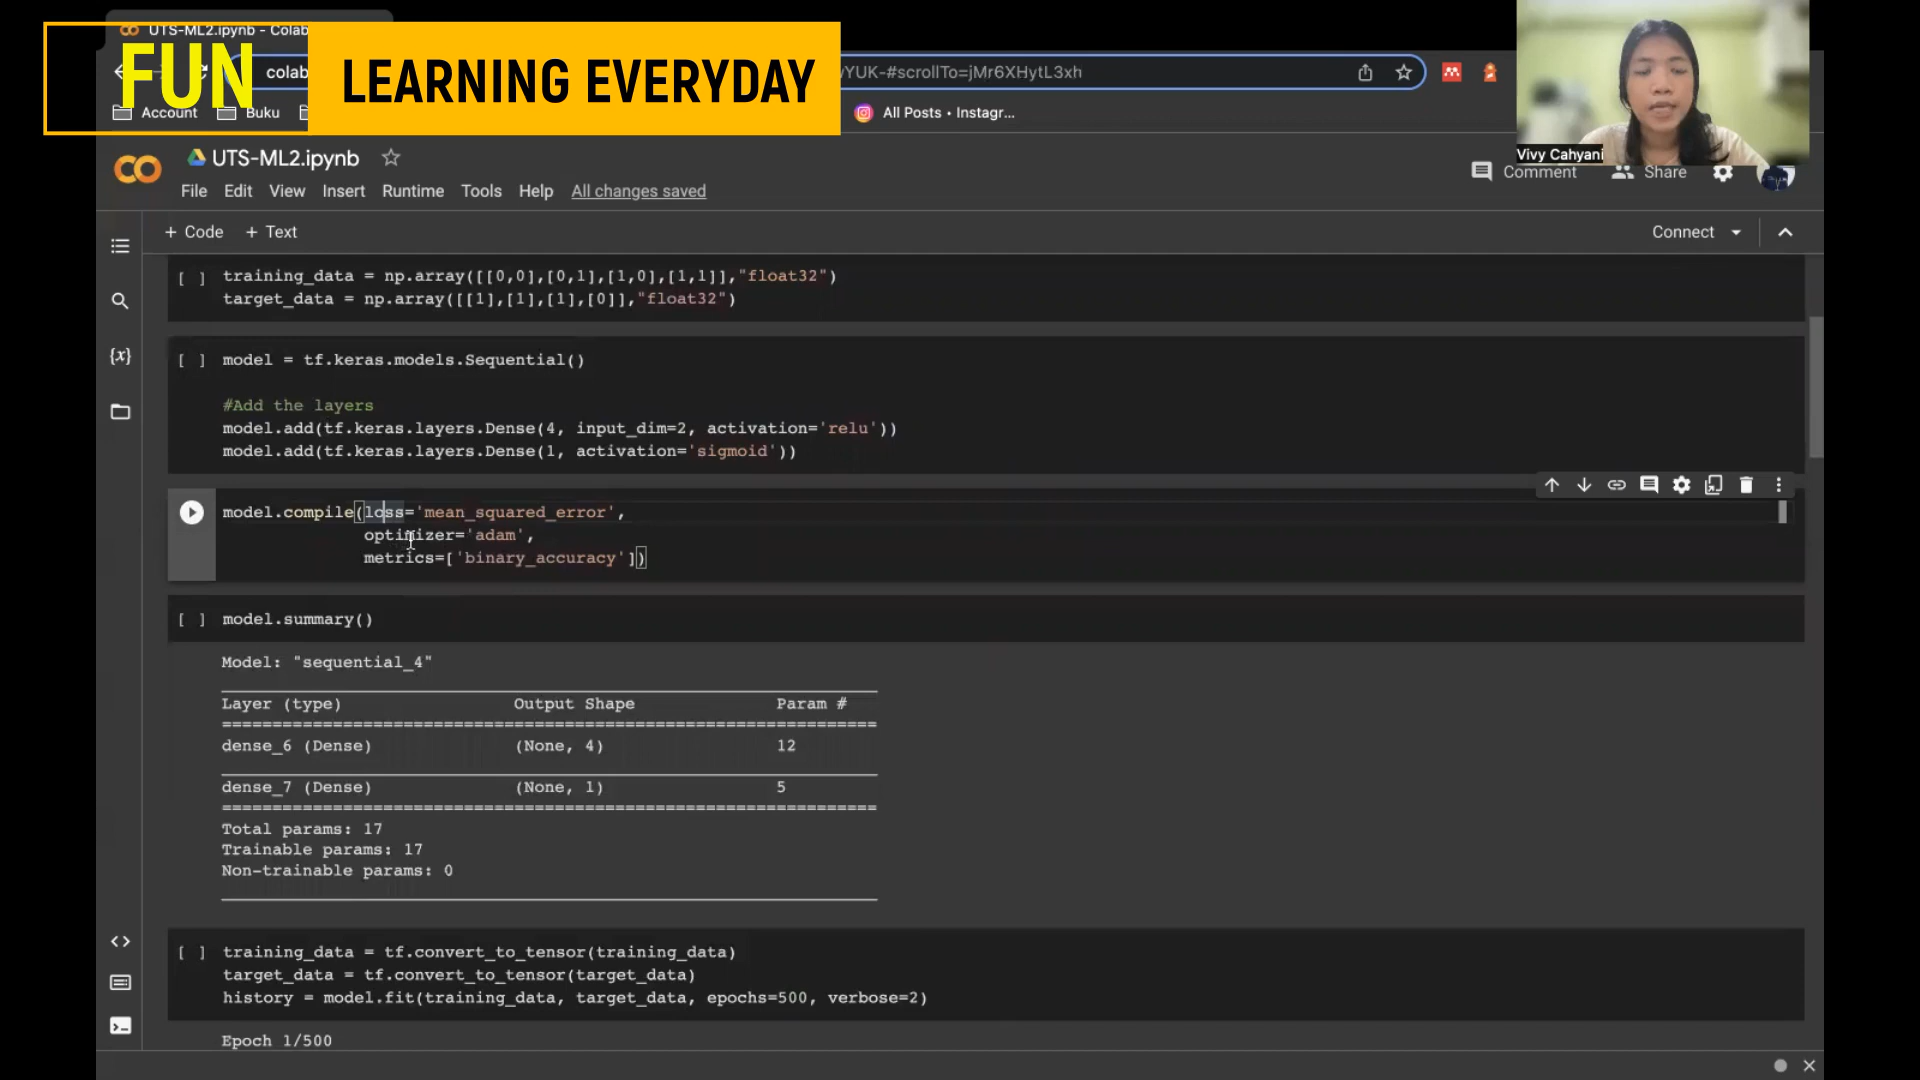 UTS-ML2.ipynb - Colab
FUN
LEARNING EVERYDAY
colab
wYUK-#scrollTo=jMr6XHytL3xh
Account
Buku
All Posts • Instagr...
Vivy Cahyani
UTS-ML2.ipynb
File Edit View Insert Runtime Tools Help All changes saved
Comment
Share
+ Code + Text
Connect
[ ] training_data = np.array([[0,0],[0,1],[1,0],[1,1]],"float32")
target_data = np.array([[1],[1],[1],[0]],"float32")
[ ] model = tf.keras.models.Sequential()
#Add the layers
model.add(tf.keras.layers.Dense(4, input_dim=2, activation='relu'))
model.add(tf.keras.layers.Dense(1, activation='sigmoid'))
model.compile(loss='mean_squared_error',
optimizer='adam',
metrics=['binary_accuracy'])
[ ] model.summary()
Model: "sequential_4"
Layer (type) Output Shape Param #
dense_6 (Dense) (None, 4) 12
dense_7 (Dense) (None, 1) 5
Total params: 17
Trainable params: 17
Non-trainable params: 0
[ ] training_data = tf.convert_to_tensor(training_data)
target_data = tf.convert_to_tensor(target_data)
history = model.fit(training_data, target_data, epochs=500, verbose=2)
Epoch 1/500